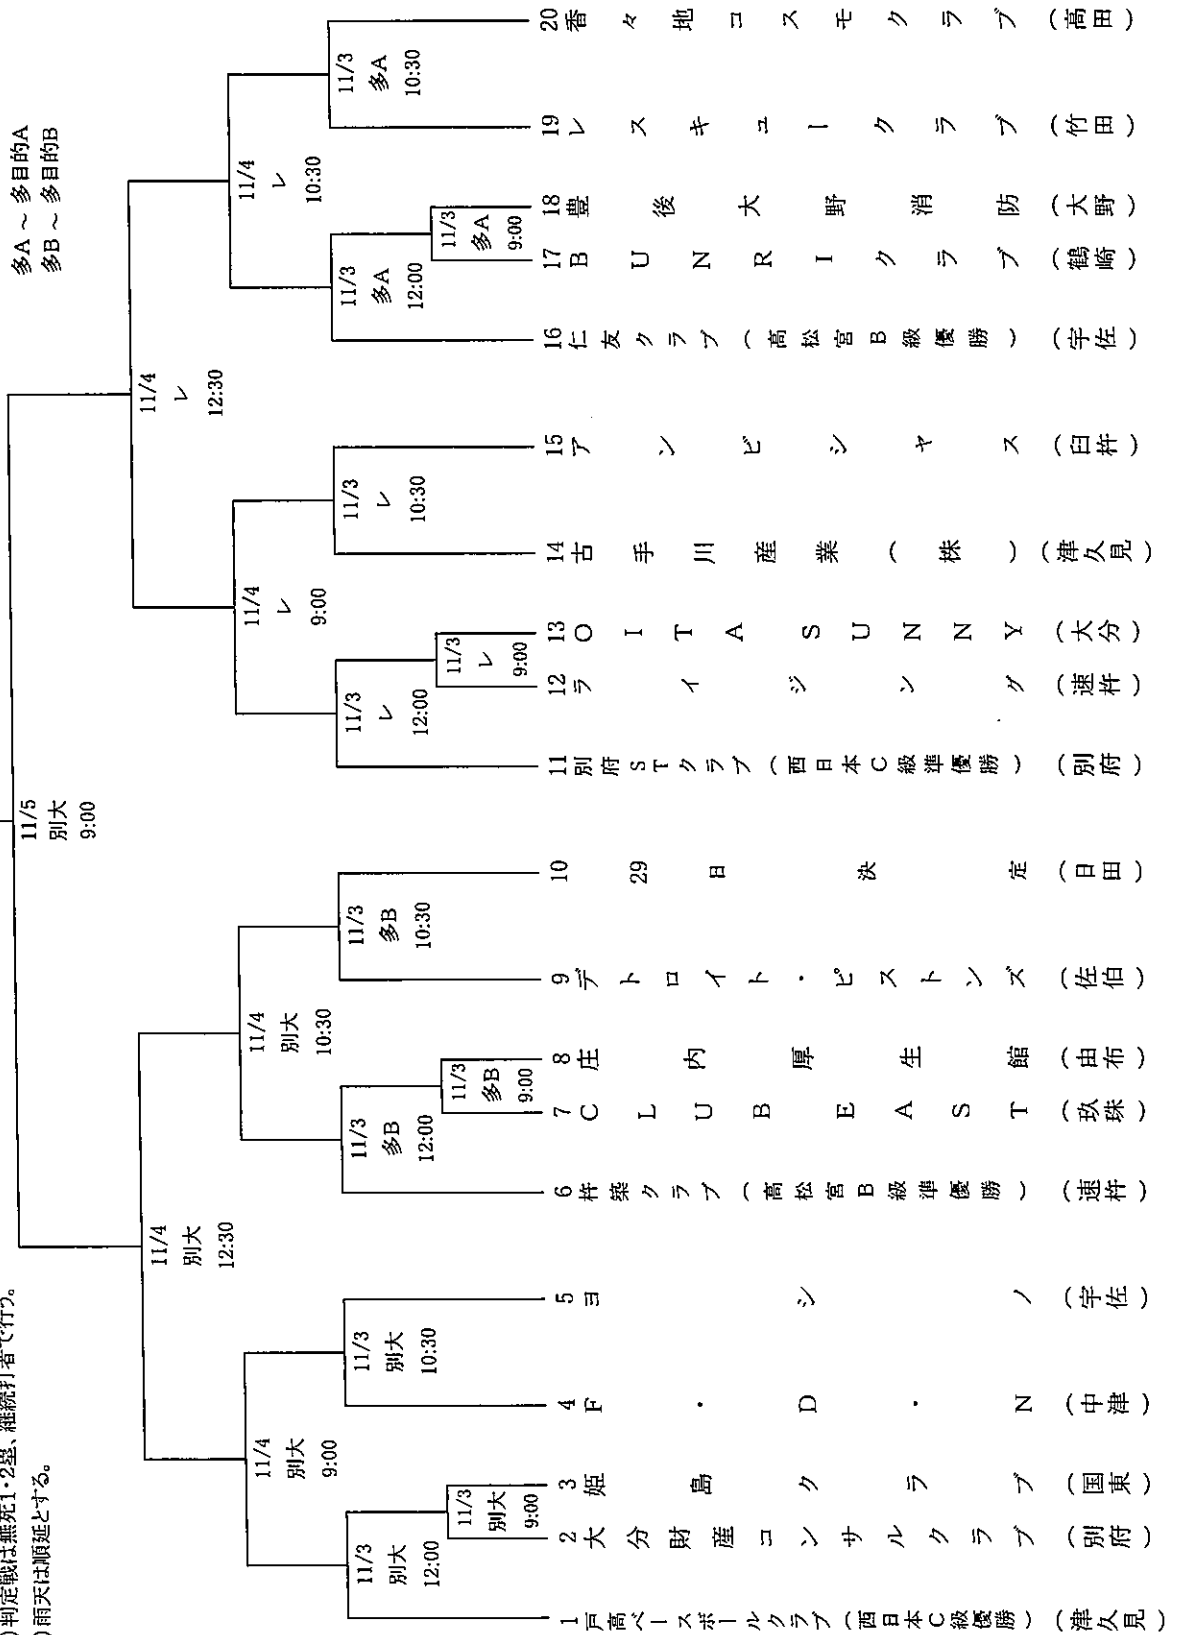 )判定戦は無死1・2塁、継続打者で行う。
)雨天は順延とする。
多A ～ 多目的A
多B ～ 多目的B
11/5
別大
9:00
11/4
別大
12:30
11/4
レ
12:30
11/4
別大
9:00
11/4
別大
10:30
11/4
レ
9:00
11/4
レ
10:30
11/3
別大
12:00
11/3
別大
10:30
11/3
多B
12:00
11/3
多B
10:30
11/3
レ
12:00
11/3
レ
10:30
11/3
多A
12:00
11/3
多A
10:30
11/3
別大
9:00
11/3
多B
9:00
11/3
レ
9:00
11/3
多A
9:00
1 戸高ベースボールクラブ(西日本C級優勝) (津久見)
2 大分財産コンサルクラブ (別府)
3 姫島クラブ (国東)
4 F・D・N (中津)
5 ヨシノ (宇佐)
6 杵築クラブ(高松宮B級準優勝) (速杵)
7 CLUB EAST (玖珠)
8 庄内厚生館 (由布)
9 デトロイト・ピストンズ (佐伯)
10 29日決定 (日田)
11 別府STクラブ(西日本C級準優勝) (別府)
12 ライジング (速杵)
13 OITA SUNNY (大分)
14 古手川産業(株) (津久見)
15 アンビシャス (臼杵)
16 仁友クラブ(高松宮B級優勝) (宇佐)
17 BUNRIクラブ (鶴崎)
18 豊後大野消防 (大野)
19 レスキュークラブ (竹田)
20 香々地コスモクラブ (高田)